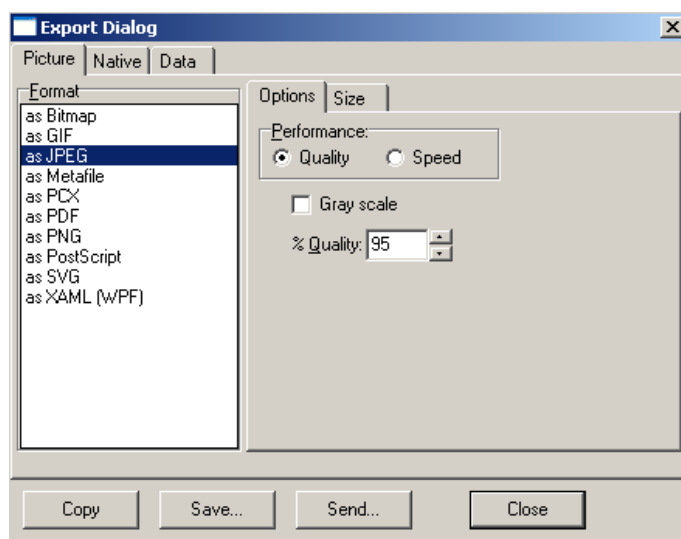 Export Dialog
Picture Native Data
Format
as Bitmap
as GIF
as JPEG
as Metafile
as PCX
as PDF
as PNG
as PostScript
as SVG
as XAML (WPF)
Options Size
Performance:
Quality Speed
Gray scale
% Quality: 95
Copy Save... Send... Close